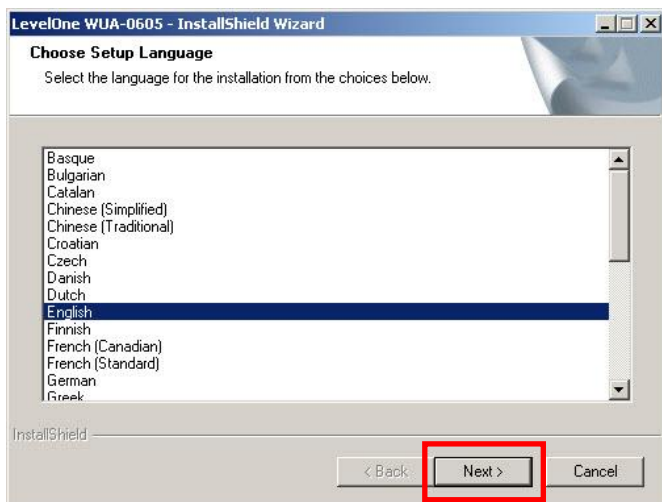 LevelOne WUA-0605 - InstallShield Wizard
Choose Setup Language
Select the language for the installation from the choices below.
Basque
Bulgarian
Catalan
Chinese (Simplified)
Chinese (Traditional)
Croatian
Czech
Danish
Dutch
English
Finnish
French (Canadian)
French (Standard)
German
Greek
InstallShield
< Back
Next >
Cancel